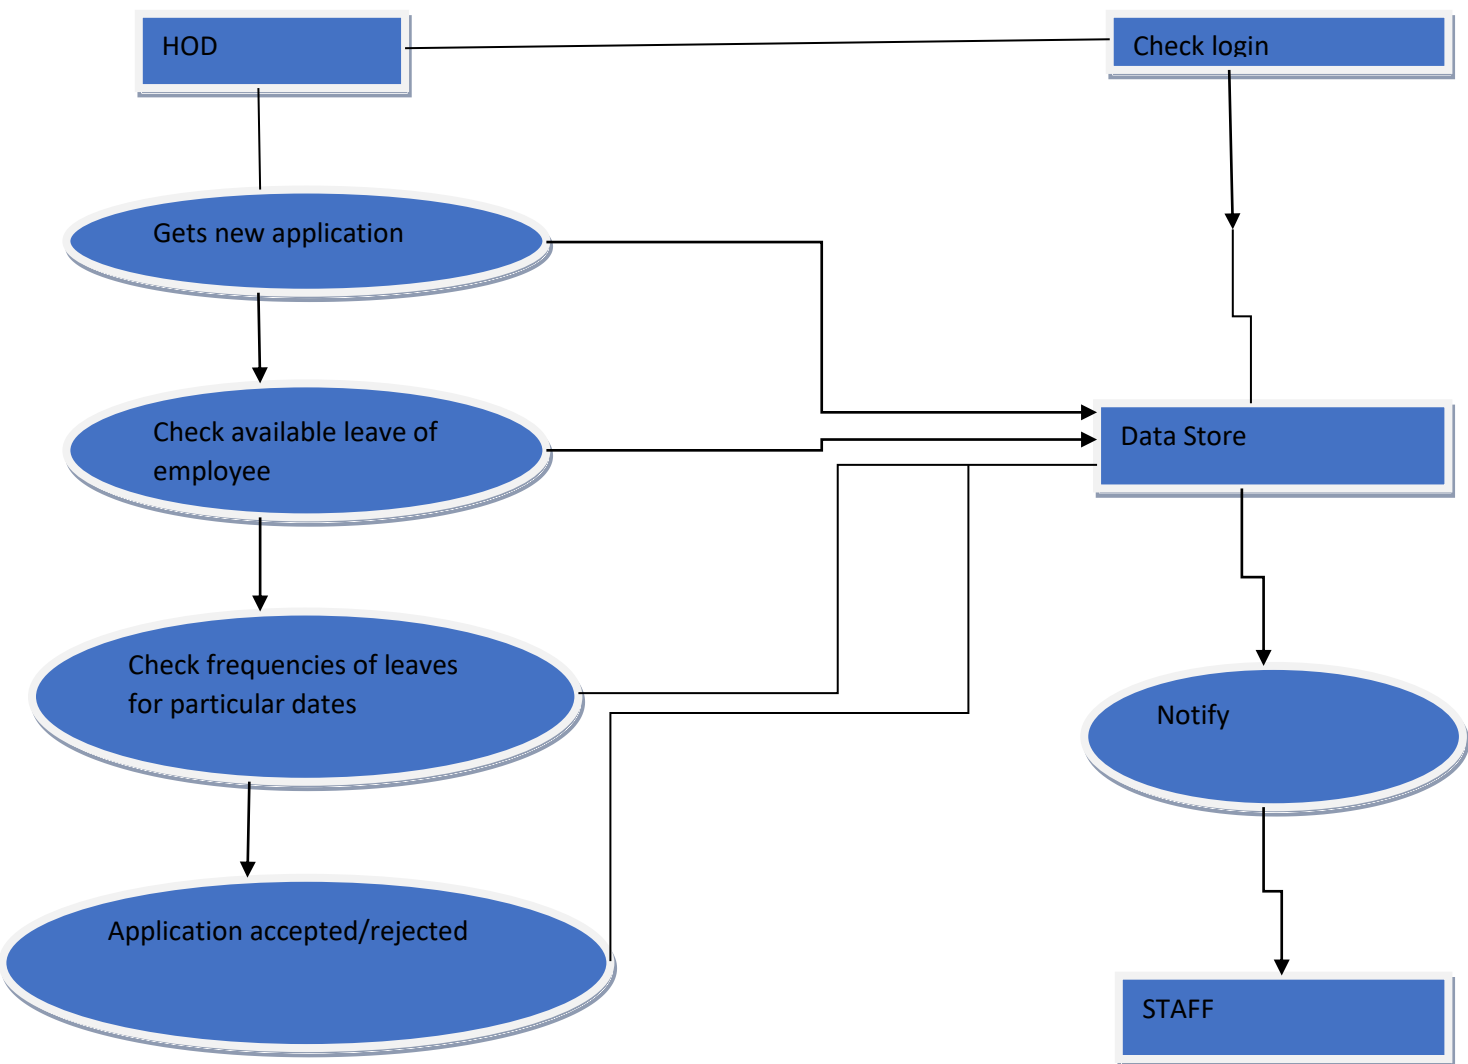 HOD
Check login
Gets new application
Check available leave of
employee
Data Store
Check frequencies of leaves
for particular dates
Notify
Application accepted/rejected
STAFF